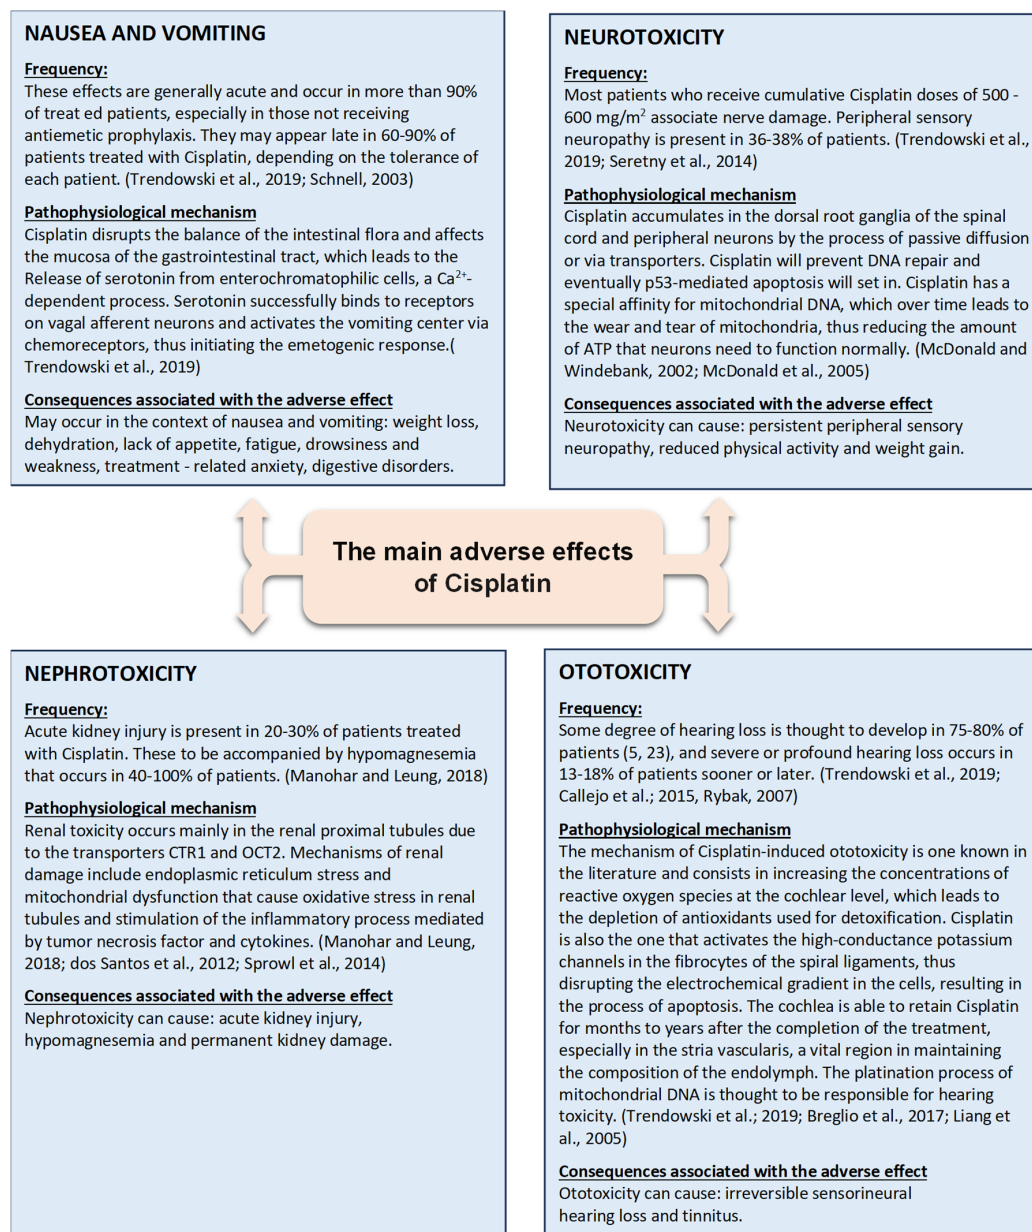 NAUSEA AND VOMITING
Frequency:
These effects are generally acute and occur in more than 90%
of treat ed patients, especially in those not receiving
antiemetic prophylaxis. They may appear late in 60-90% of
patients treated with Cisplatin, depending on the tolerance of
each patient. (Trendowski et al., 2019; Schnell, 2003)
Pathophysiological mechanism
Cisplatin disrupts the balance of the intestinal flora and affects
the mucosa of the gastrointestinal tract, which leads to the
Release of serotonin from enterochromatophilic cells, a Ca²⁺-
dependent process. Serotonin successfully binds to receptors
on vagal afferent neurons and activates the vomiting center via
chemoreceptors, thus initiating the emetogenic response.(
Trendowski et al., 2019)
Consequences associated with the adverse effect
May occur in the context of nausea and vomiting: weight loss,
dehydration, lack of appetite, fatigue, drowsiness and
weakness, treatment - related anxiety, digestive disorders.
NEUROTOXICITY
Frequency:
Most patients who receive cumulative Cisplatin doses of 500 -
600 mg/m² associate nerve damage. Peripheral sensory
neuropathy is present in 36-38% of patients. (Trendowski et al.,
2019; Seretny et al., 2014)
Pathophysiological mechanism
Cisplatin accumulates in the dorsal root ganglia of the spinal
cord and peripheral neurons by the process of passive diffusion
or via transporters. Cisplatin will prevent DNA repair and
eventually p53-mediated apoptosis will set in. Cisplatin has a
special affinity for mitochondrial DNA, which over time leads to
the wear and tear of mitochondria, thus reducing the amount
of ATP that neurons need to function normally. (McDonald and
Windebank, 2002; McDonald et al., 2005)
Consequences associated with the adverse effect
Neurotoxicity can cause: persistent peripheral sensory
neuropathy, reduced physical activity and weight gain.
The main adverse effects
of Cisplatin
NEPHROTOXICITY
Frequency:
Acute kidney injury is present in 20-30% of patients treated
with Cisplatin. These to be accompanied by hypomagnesemia
that occurs in 40-100% of patients. (Manohar and Leung, 2018)
Pathophysiological mechanism
Renal toxicity occurs mainly in the renal proximal tubules due
to the transporters CTR1 and OCT2. Mechanisms of renal
damage include endoplasmic reticulum stress and
mitochondrial dysfunction that cause oxidative stress in renal
tubules and stimulation of the inflammatory process mediated
by tumor necrosis factor and cytokines. (Manohar and Leung,
2018; dos Santos et al., 2012; Sprowl et al., 2014)
Consequences associated with the adverse effect
Nephrotoxicity can cause: acute kidney injury,
hypomagnesemia and permanent kidney damage.
OTOTOXICITY
Frequency:
Some degree of hearing loss is thought to develop in 75-80% of
patients (5, 23), and severe or profound hearing loss occurs in
13-18% of patients sooner or later. (Trendowski et al., 2019;
Callejo et al.; 2015, Rybak, 2007)
Pathophysiological mechanism
The mechanism of Cisplatin-induced ototoxicity is one known in
the literature and consists in increasing the concentrations of
reactive oxygen species at the cochlear level, which leads to
the depletion of antioxidants used for detoxification. Cisplatin
is also the one that activates the high-conductance potassium
channels in the fibrocytes of the spiral ligaments, thus
disrupting the electrochemical gradient in the cells, resulting in
the process of apoptosis. The cochlea is able to retain Cisplatin
for months to years after the completion of the treatment,
especially in the stria vascularis, a vital region in maintaining
the composition of the endolymph. The platination process of
mitochondrial DNA is thought to be responsible for hearing
toxicity. (Trendowski et al.; 2019; Breglio et al., 2017; Liang et
al., 2005)
Consequences associated with the adverse effect
Ototoxicity can cause: irreversible sensorineural
hearing loss and tinnitus.